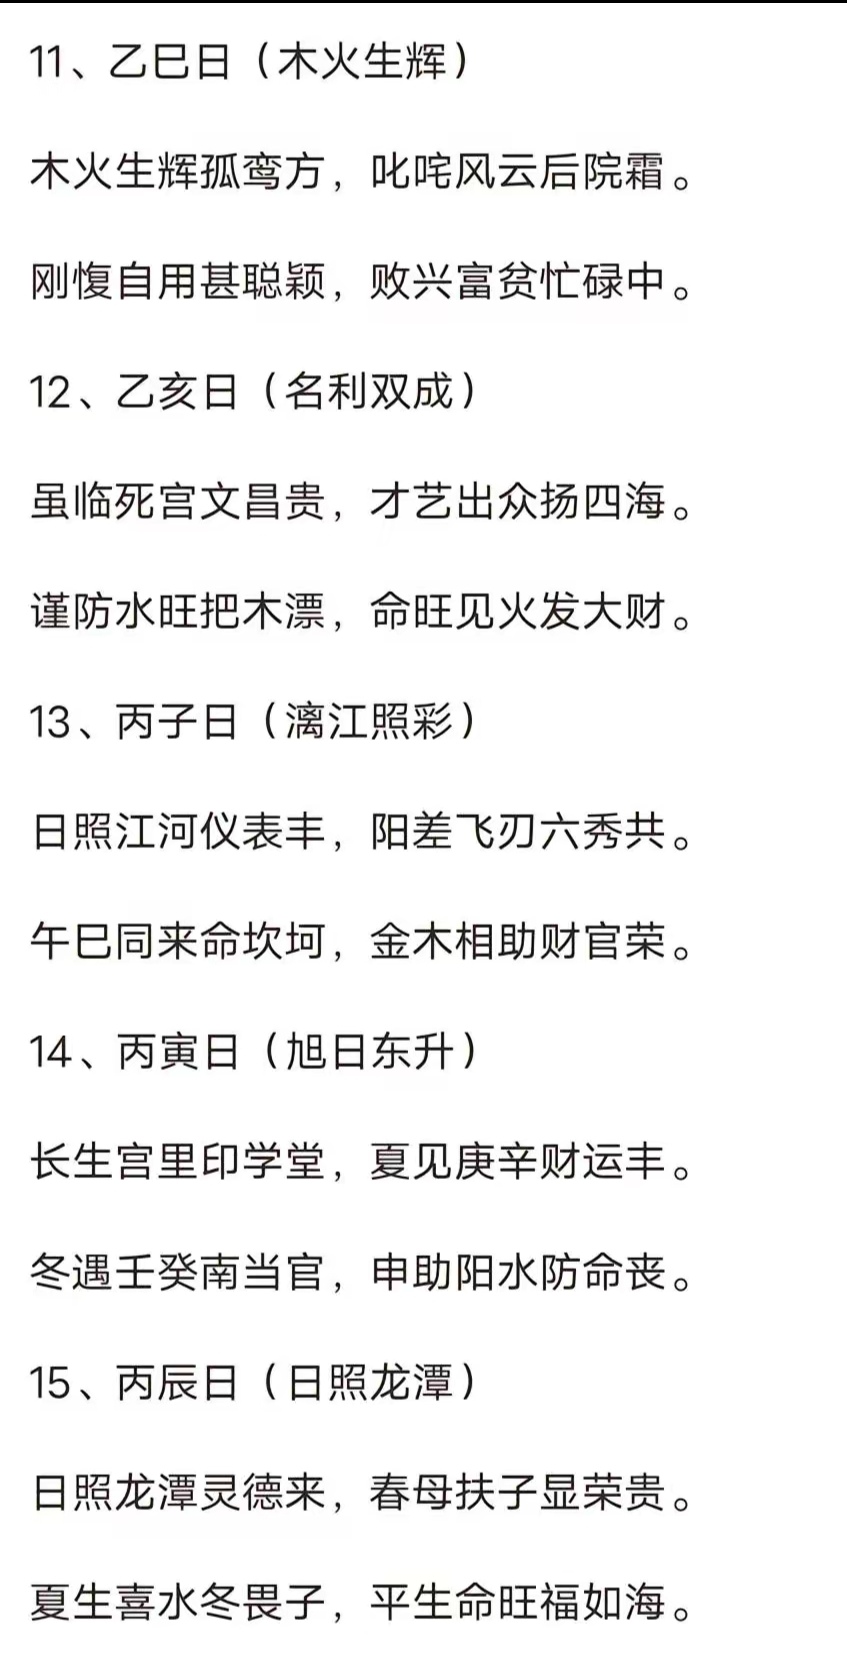 11、乙巳日（木火生辉）
木火生辉孤鸾方，叱咤风云后院霜。
刚愎自用甚聪颖，败兴富贫忙碌中。
12、乙亥日（名利双成）
虽临死宫文昌贵，才艺出众扬四海。
谨防水旺把木漂，命旺见火发大财。
13、丙子日（漓江照彩）
日照江河仪表丰，阳差飞刃六秀共。
午巳同来命坎坷，金木相助财官荣。
14、丙寅日（旭日东升）
长生宫里印学堂，夏见庚辛财运丰。
冬遇壬癸南当官，申助阳水防命丧。
15、丙辰日（日照龙潭）
日照龙潭灵德来，春母扶子显荣贵。
夏生喜水冬畏子，平生命旺福如海。